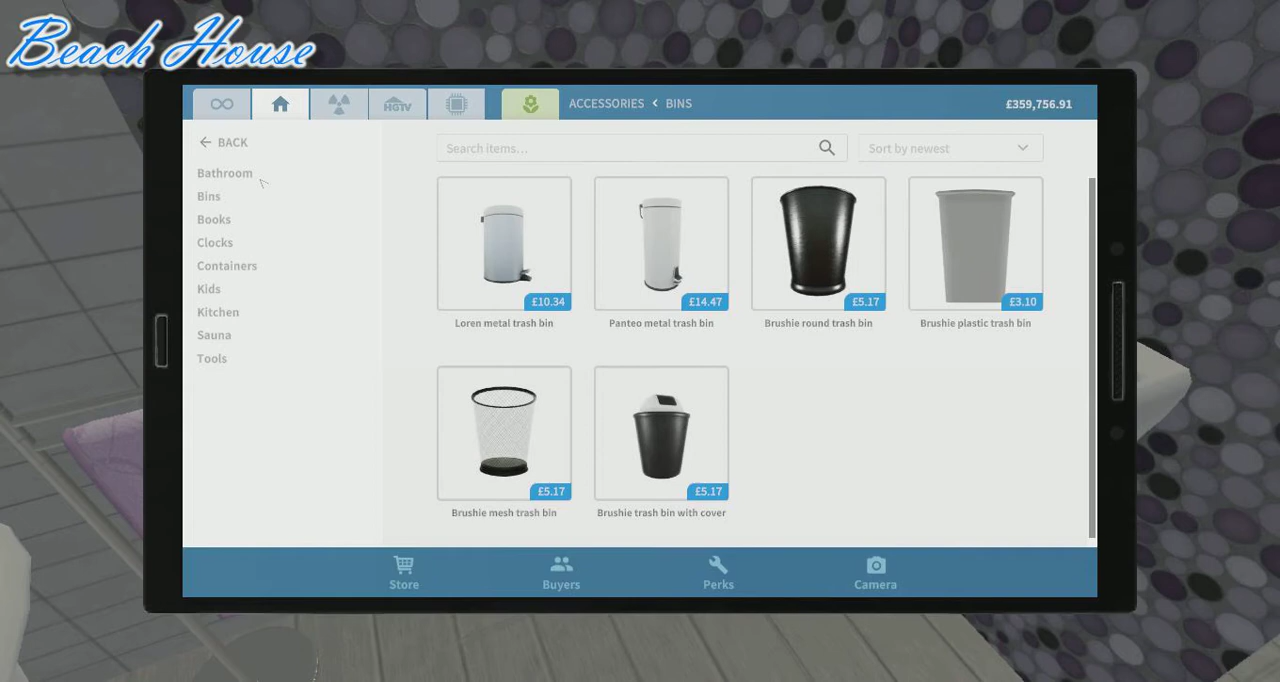 Beach House
HGTV
ACCESSORIES < BINS
£359,756.91
BACK
Search items...
Sort by newest
Bathroom
Bins
Books
Clocks
Containers
Kids
Kitchen
Sauna
Tools
£10.34
£14.47
£5.17
£3.10
Loren metal trash bin
Panteo metal trash bin
Brushie round trash bin
Brushie plastic trash bin
£5.17
£5.17
Brushie mesh trash bin
Brushie trash bin with cover
Store
Buyers
Perks
Camera